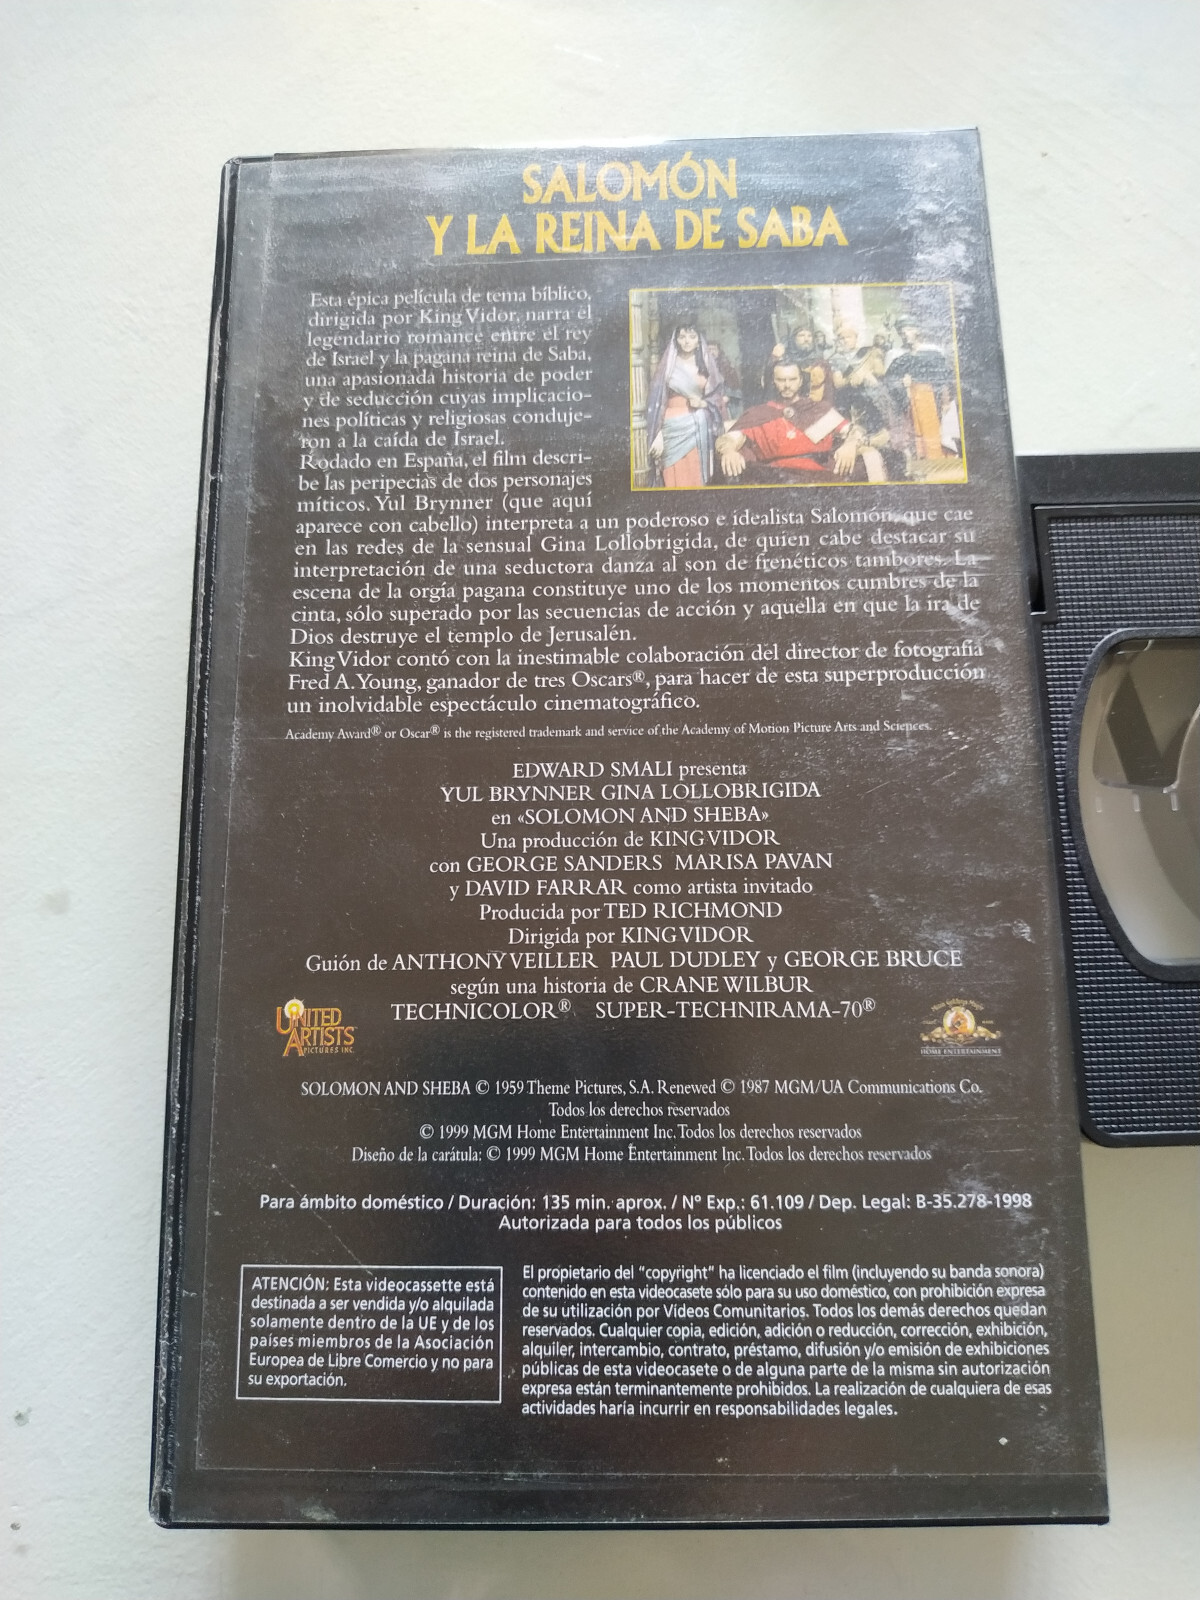 SALOMÓN
Y LA REINA DE SABA
Esta épica película de tema bíblico,
dirigida por King Vidor, narra el
legendario romance entre el rey
de Israel y la pagana reina de Saba,
una apasionada historia de poder
y de seducción cuyas implicacio-
nes políticas y religiosas conduje-
ron a la caída de Israel.
Rodado en España, el film descri-
be las peripecias de dos personajes
míticos. Yul Brynner (que aquí
aparece con cabello) interpreta a un poderoso e idealista Salomón, que cae
en las redes de la sensual Gina Lollobrigida, de quien cabe destacar su
interpretación de una seductora danza al son de frenéticos tambores. La
escena de la orgía pagana constituye uno de los momentos cumbres de la
cinta, sólo superado por las secuencias de acción y aquella en que la ira de
Dios destruye el templo de Jerusalén.
King Vidor contó con la inestimable colaboración del director de fotografía
Fred A. Young, ganador de tres Oscars®, para hacer de esta superproducción
un inolvidable espectáculo cinematográfico.
Academy Award® or Oscar® is the registered trademark and service of the Academy of Motion Picture Arts and Sciences.
EDWARD SMALI presenta
YUL BRYNNER GINA LOLLOBRIGIDA
en «SOLOMON AND SHEBA»
Una producción de KING VIDOR
con GEORGE SANDERS MARISA PAVAN
y DAVID FARRAR como artista invitado
Producida por TED RICHMOND
Dirigida por KING VIDOR
Guión de ANTHONY VEILLER PAUL DUDLEY y GEORGE BRUCE
según una historia de CRANE WILBUR
TECHNICOLOR® SUPER-TECHNIRAMA-70®
UNITED
ARTISTS
PICTURES INC.
HOME ENTERTAINMENT
SOLOMON AND SHEBA © 1959 Theme Pictures, S.A. Renewed © 1987 MGM/UA Communications Co.
Todos los derechos reservados
© 1999 MGM Home Entertainment Inc. Todos los derechos reservados
Diseño de la carátula: © 1999 MGM Home Entertainment Inc. Todos los derechos reservados
Para ámbito doméstico / Duración: 135 min. aprox. / Nº Exp.: 61.109 / Dep. Legal: B-35.278-1998
Autorizada para todos los públicos
ATENCIÓN: Esta videocassette está
destinada a ser vendida y/o alquilada
solamente dentro de la UE y de los
países miembros de la Asociación
Europea de Libre Comercio y no para
su exportación.
El propietario del "copyright" ha licenciado el film (incluyendo su banda sonora)
contenido en esta videocasete sólo para su uso doméstico, con prohibición expresa
de su utilización por Vídeos Comunitarios. Todos los demás derechos quedan
reservados. Cualquier copia, edición, adición o reducción, corrección, exhibición,
alquiler, intercambio, contrato, préstamo, difusión y/o emisión de exhibiciones
públicas de esta videocasete o de alguna parte de la misma sin autorización
expresa están terminantemente prohibidos. La realización de cualquiera de esas
actividades haría incurrir en responsabilidades legales.